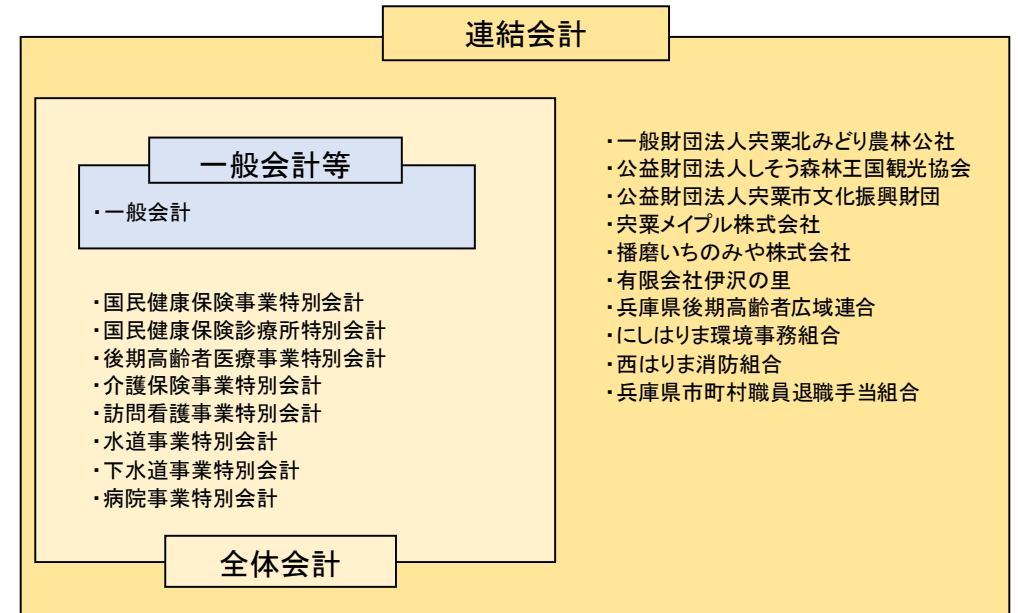 連結会計
一般会計等
・一般会計
・国民健康保険事業特別会計
・国民健康保険診療所特別会計
・後期高齢者医療事業特別会計
・介護保険事業特別会計
・訪問看護事業特別会計
・水道事業特別会計
・下水道事業特別会計
・病院事業特別会計
全体会計
・一般財団法人宍粟北みどり農林公社
・公益財団法人しそう森林王国観光協会
・公益財団法人宍粟市文化振興財団
・宍粟メイプル株式会社
・播磨いちのみや株式会社
・有限会社伊沢の里
・兵庫県後期高齢者広域連合
・にしはりま環境事務組合
・西はりま消防組合
・兵庫県市町村職員退職手当組合